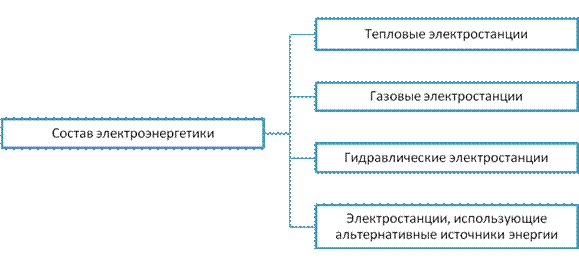 Состав электроэнергетики
Тепловые электростанции
Газовые электростанции
Гидравлические электростанции
Электростанции, использующие
альтернативные источники энергии